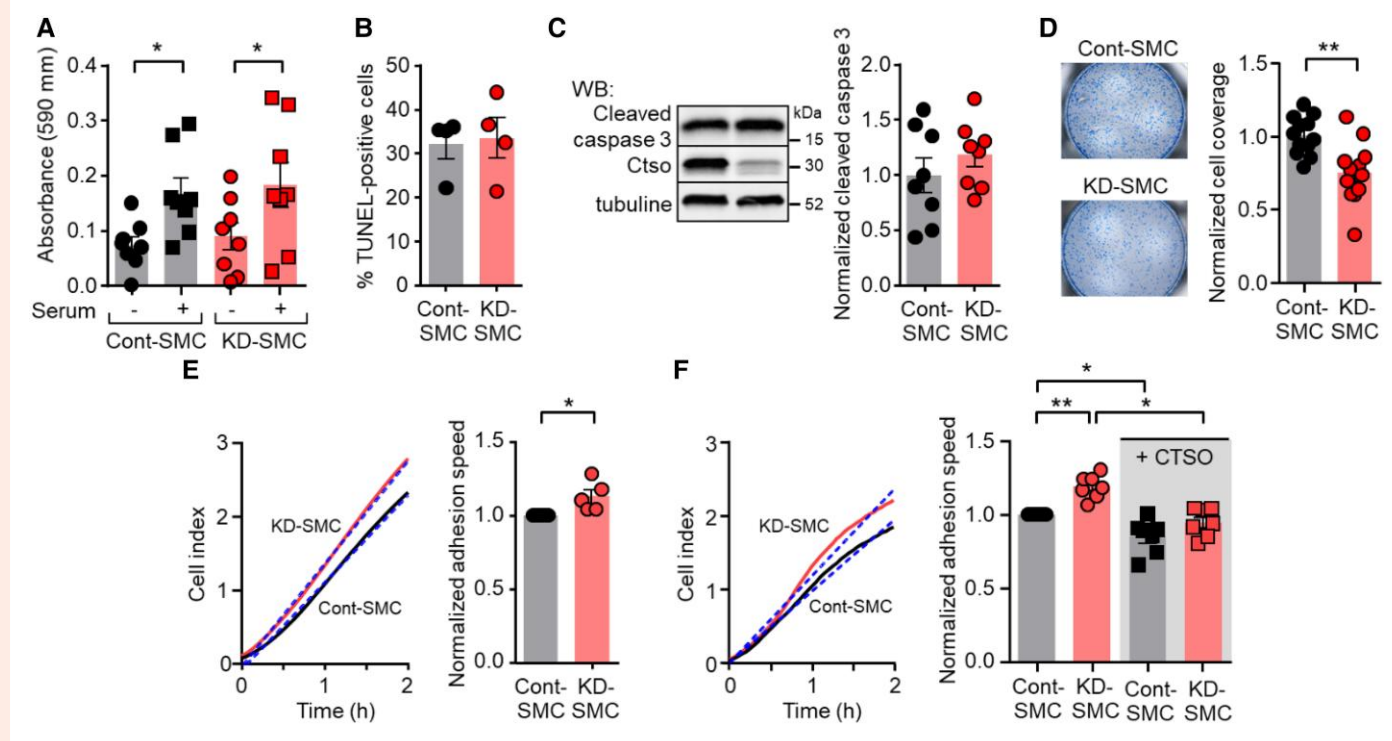 A
Absorbance (590 mm)
0.4
0.3
0.2
0.1
0.0
*
*
Serum
- + - +
Cont-SMC KD-SMC
B
% TUNEL-positive cells
50
40
30
20
10
0
Cont- KD-
SMC SMC
C
WB:
Cleaved
caspase 3
Ctso
tubuline
kDa
15
30
52
Normalized cleaved caspase 3
2.0
1.5
1.0
0.5
0.0
Cont- KD-
SMC SMC
D
Cont-SMC
KD-SMC
Normalized cell coverage
1.5
1.0
0.5
0.0
**
Cont- KD-
SMC SMC
E
Cell index
3
2
1
0
KD-SMC
Cont-SMC
0 1 2
Time (h)
Normalized adhesion speed
1.5
1.0
0.5
0.0
*
Cont- KD-
SMC SMC
F
Cell index
3
2
1
0
KD-SMC
Cont-SMC
0 1 2
Time (h)
Normalized adhesion speed
1.5
1.0
0.5
0.0
*
** *
+ CTSO
Cont- KD- Cont- KD-
SMC SMC SMC SMC